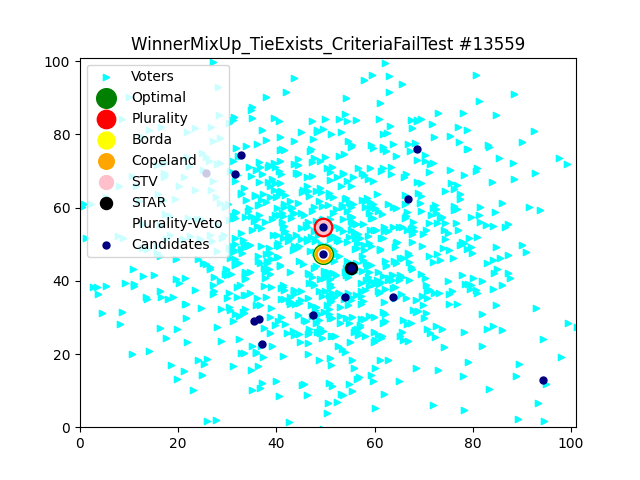 WinnerMixUp_TieExists_CriteriaFailTest #13559
Voters
Optimal
Plurality
Borda
Copeland
STV
STAR
Plurality-Veto
Candidates
100
80
60
40
20
0
0 20 40 60 80 100